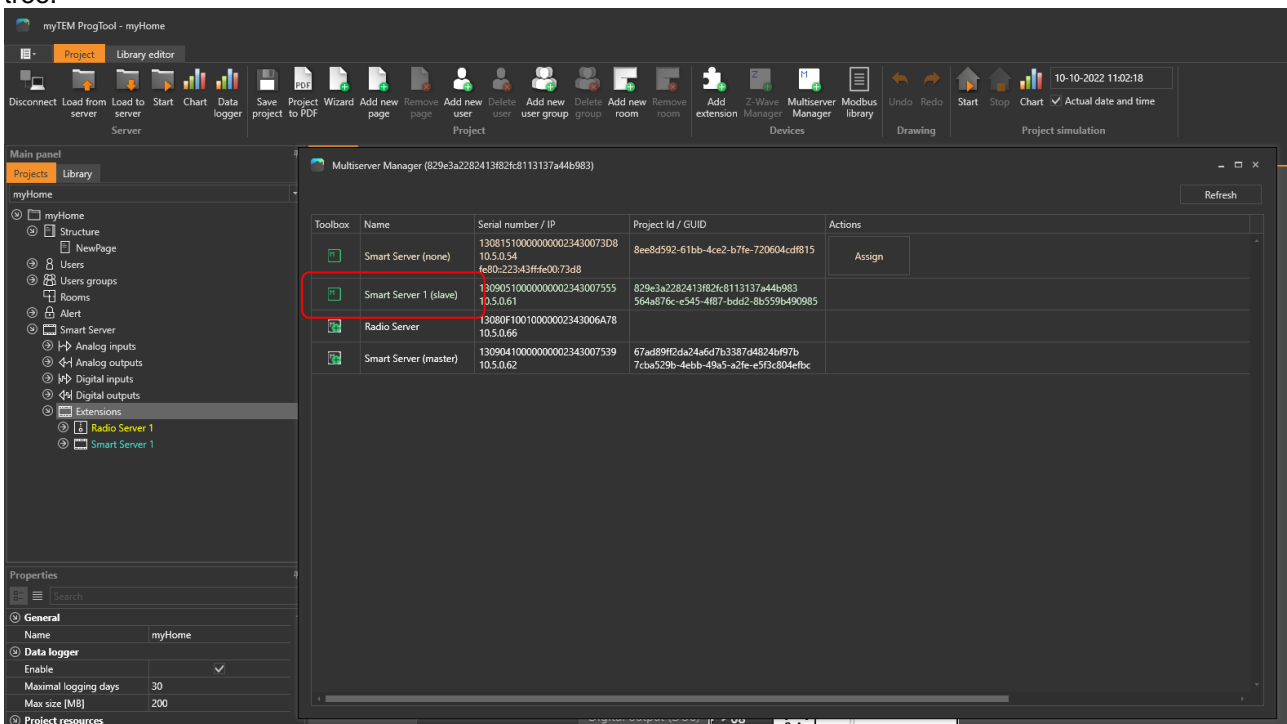 tree.
myTEM ProgTool - myHome
Project Library editor
Disconnect Load from server Load to server Start Chart Data logger Save project Project to PDF Wizard Add new page Remove page Add new user Delete user Add new user group Delete group Add new room Remove room Add extension Z-Wave Manager Multiserver Manager Modbus library Undo Redo Start Stop Chart 10-10-2022 11:02:18 Actual date and time
Server Project Devices Drawing Project simulation
Main panel
Projects Library
myHome
myHome
Structure
NewPage
Users
Users groups
Rooms
Alert
Smart Server
Analog inputs
Analog outputs
Digital inputs
Digital outputs
Extensions
Radio Server 1
Smart Server 1
Properties
Search
General
Name myHome
Data logger
Enable
Maximal logging days 30
Max size [MB] 200
Project resources
Multiserver Manager (829e3a2282413f82fc8113137a44b983)
Refresh
Toolbox Name Serial number / IP Project Id / GUID Actions
Smart Server (none) 13081510000000002343007​3D8 8ee8d592-61bb-4ce2-b7fe-720604cdf815 Assign
10.5.0.54
fe80::223:43ff:fe00:73d8
Smart Server 1 (slave) 1309051000000002343007555 829e3a2282413f82fc8113137a44b983
10.5.0.61 564a876c-e545-4f87-bdd2-8b559b490985
Radio Server 13080F10010000002343006A78
10.5.0.66
Smart Server (master) 1309041000000002343007539 67ad89ff2da24a6d7b3387d4824bf97b
10.5.0.62 7cba529b-4ebb-49a5-a2fe-e5f3c804efbc